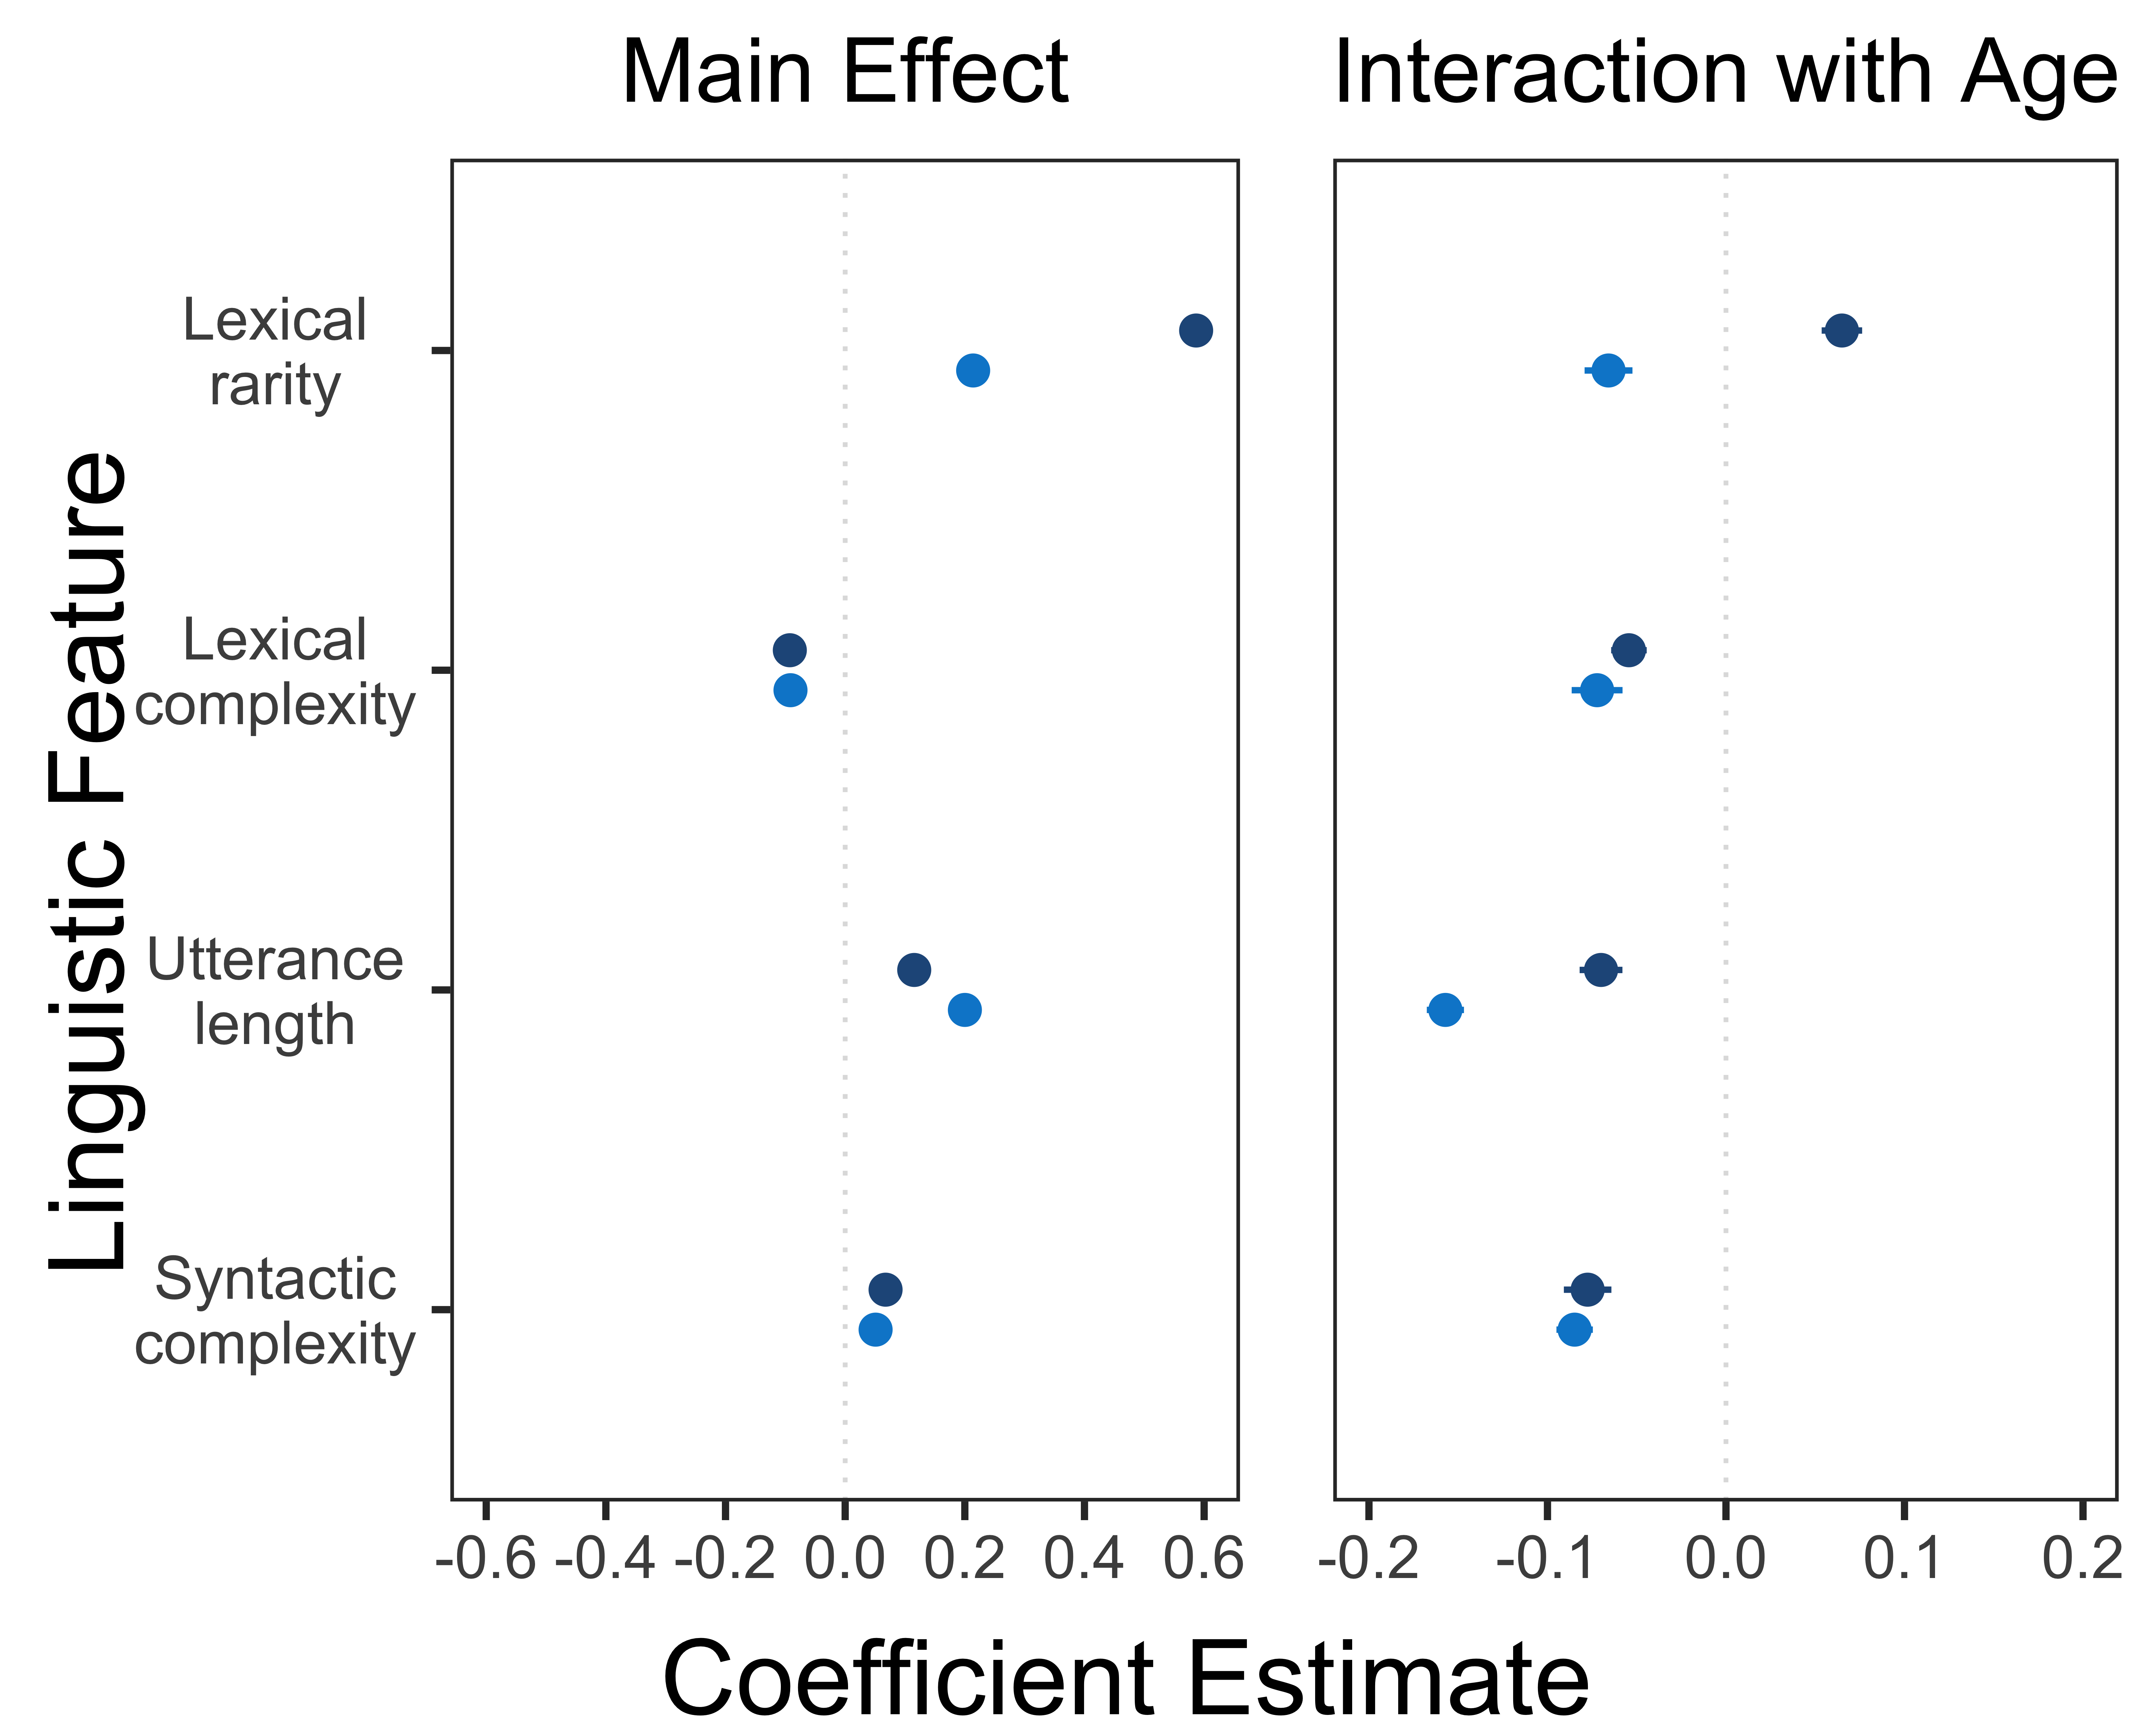 Main Effect
Interaction with Age
Linguistic Feature
Lexical
rarity
Lexical
complexity
Utterance
length
Syntactic
complexity
-0.6 -0.4 -0.2 0.0 0.2 0.4 0.6
-0.2 -0.1 0.0 0.1 0.2
Coefficient Estimate